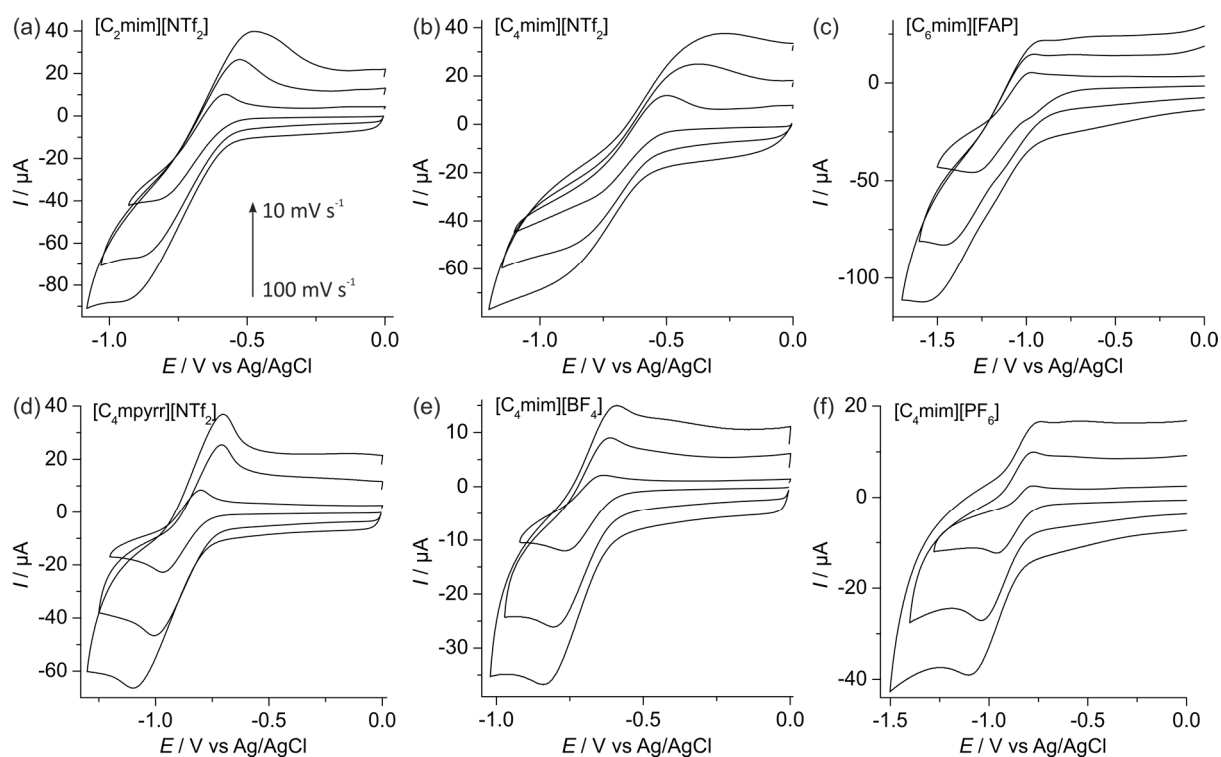 (a) [C₂mim][NTf₂]
40
20
0
-20
-40
-60
-80
I / µA
10 mV s⁻¹
100 mV s⁻¹
-1.0
-0.5
0.0
E / V vs Ag/AgCl
(b) [C₄mim][NTf₂]
40
20
0
-20
-40
-60
I / µA
-1.0
-0.5
0.0
E / V vs Ag/AgCl
(c) [C₆mim][FAP]
0
-50
-100
I / µA
-1.5
-1.0
-0.5
0.0
E / V vs Ag/AgCl
(d) [C₄mpyrr][NTf₂]
40
20
0
-20
-40
-60
I / µA
-1.0
-0.5
0.0
E / V vs Ag/AgCl
(e) [C₄mim][BF₄]
10
0
-10
-20
-30
I / µA
-1.0
-0.5
0.0
E / V vs Ag/AgCl
(f) [C₄mim][PF₆]
20
0
-20
-40
I / µA
-1.5
-1.0
-0.5
0.0
E / V vs Ag/AgCl